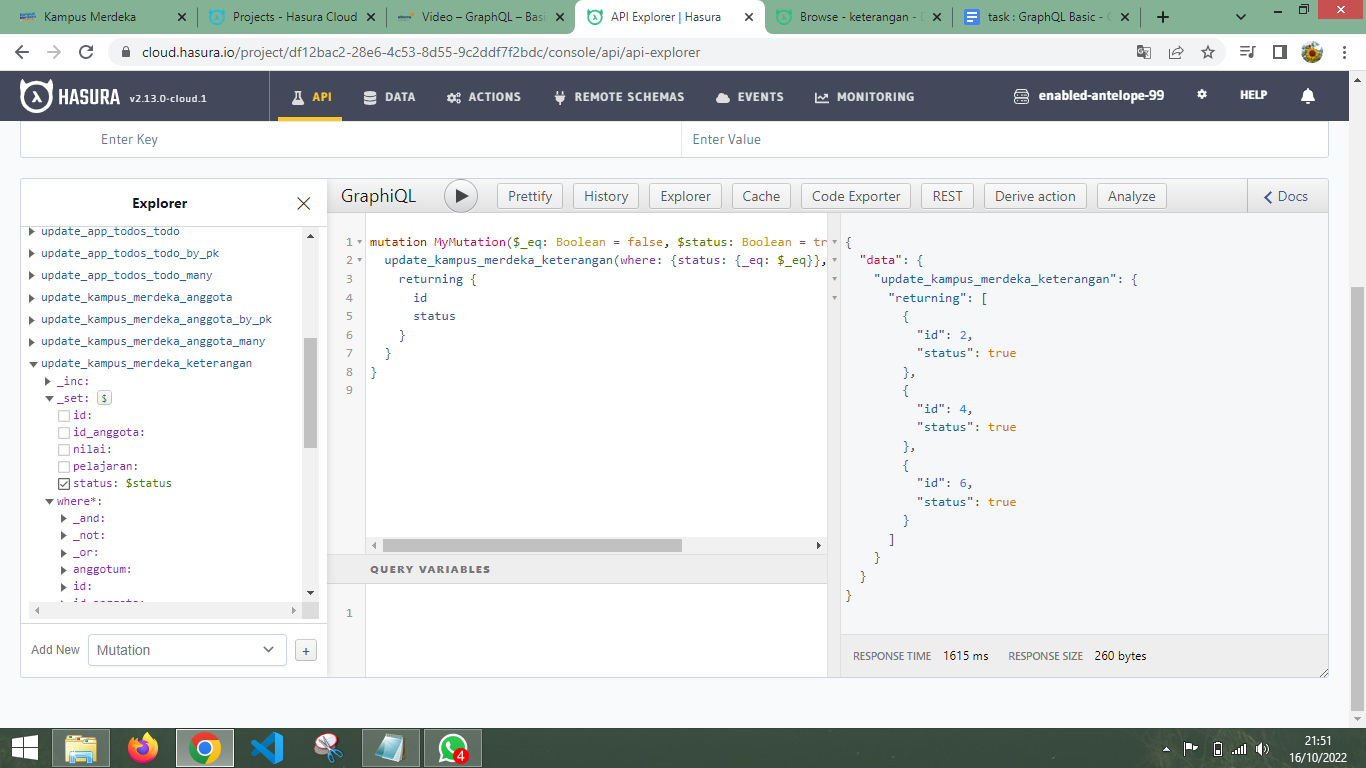 Kampus Merdeka
Projects - Hasura Cloud
Video – GraphQL – Basi
API Explorer | Hasura
Browse - keterangan - D
task : GraphQL Basic - G
cloud.hasura.io/project/df12bac2-28e6-4c53-8d55-9c2ddf7f2bdc/console/api/api-explorer
HASURA v2.13.0-cloud.1
API
DATA
ACTIONS
REMOTE SCHEMAS
EVENTS
MONITORING
enabled-antelope-99
HELP
Enter Key
Enter Value
Explorer
update_app_todos_todo
update_app_todos_todo_by_pk
update_app_todos_todo_many
update_kampus_merdeka_anggota
update_kampus_merdeka_anggota_by_pk
update_kampus_merdeka_anggota_many
update_kampus_merdeka_keterangan
_inc:
_set: $
id:
id_anggota:
nilai:
pelajaran:
status: $status
where*:
_and:
_not:
_or:
anggotum:
id:
id_anggota:
Add New
Mutation
+
GraphiQL
Prettify
History
Explorer
Cache
Code Exporter
REST
Derive action
Analyze
Docs
1 mutation MyMutation($_eq: Boolean = false, $status: Boolean = tr
2 update_kampus_merdeka_keterangan(where: {status: {_eq: $_eq}},
3 returning {
4 id
5 status
6 }
7 }
8 }
9
QUERY VARIABLES
1
{
"data": {
"update_kampus_merdeka_keterangan": {
"returning": [
{
"id": 2,
"status": true
},
{
"id": 4,
"status": true
},
{
"id": 6,
"status": true
}
]
}
}
}
RESPONSE TIME 1615 ms RESPONSE SIZE 260 bytes
4
21:51
16/10/2022